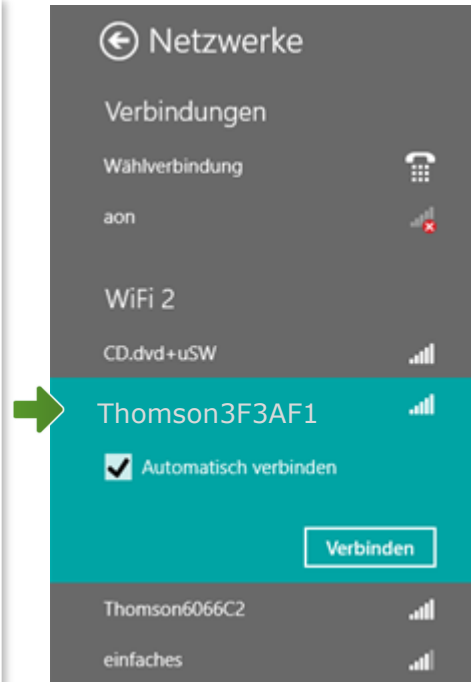 Netzwerke
Verbindungen
Wählverbindung
aon
WiFi 2
CD.dvd+uSW
Thomson3F3AF1
Automatisch verbinden
Verbinden
Thomson6066C2
einfaches